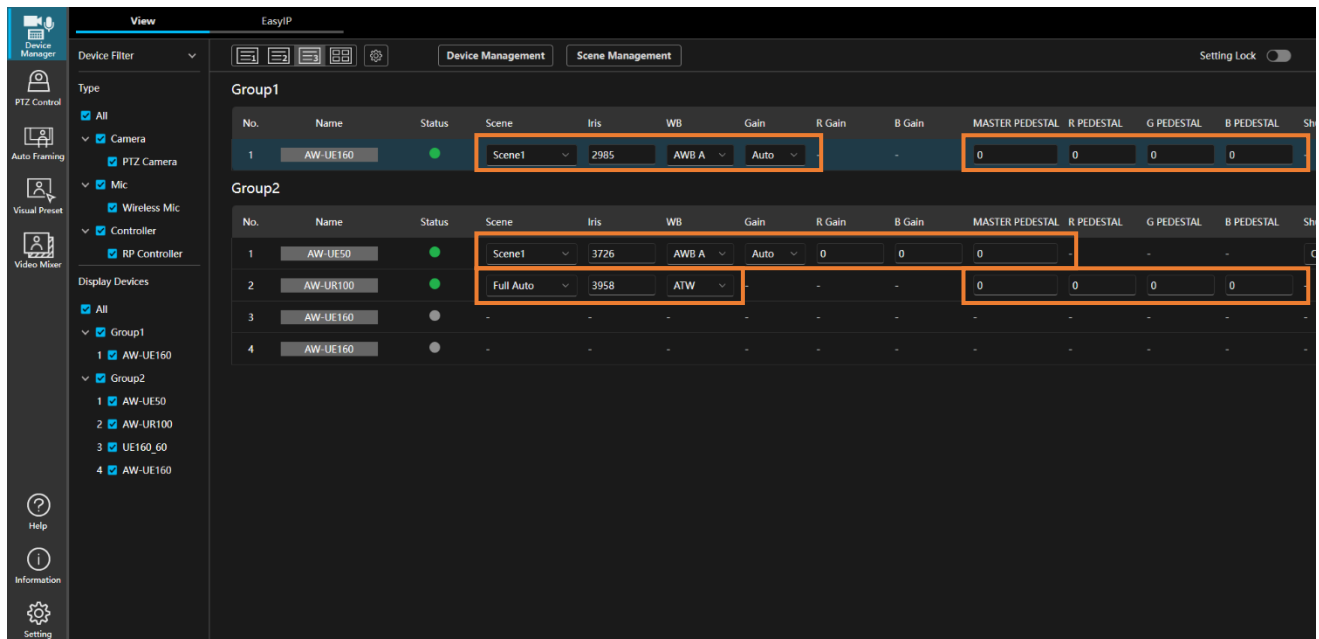 View EasyIP
Device Manager
PTZ Control
Auto Framing
Visual Preset
Video Mixer
Help
Information
Setting
Device Filter
Type
All
Camera
PTZ Camera
Mic
Wireless Mic
Controller
RP Controller
Display Devices
All
Group1
1 AW-UE160
Group2
1 AW-UE50
2 AW-UR100
3 UE160_60
4 AW-UE160
1 2 3 Device Management Scene Management Setting Lock
Group1
No. Name Status Scene Iris WB Gain R Gain B Gain MASTER PEDESTAL R PEDESTAL G PEDESTAL B PEDESTAL
1 AW-UE160 Scene1 2985 AWB A Auto - - 0 0 0 0 -
Group2
No. Name Status Scene Iris WB Gain R Gain B Gain MASTER PEDESTAL R PEDESTAL G PEDESTAL B PEDESTAL
1 AW-UE50 Scene1 3726 AWB A Auto 0 0 0 - - -
2 AW-UR100 Full Auto 3958 ATW - - - 0 0 0 0 -
3 AW-UE160 - - - - - - - - - - -
4 AW-UE160 - - - - - - - - - - -